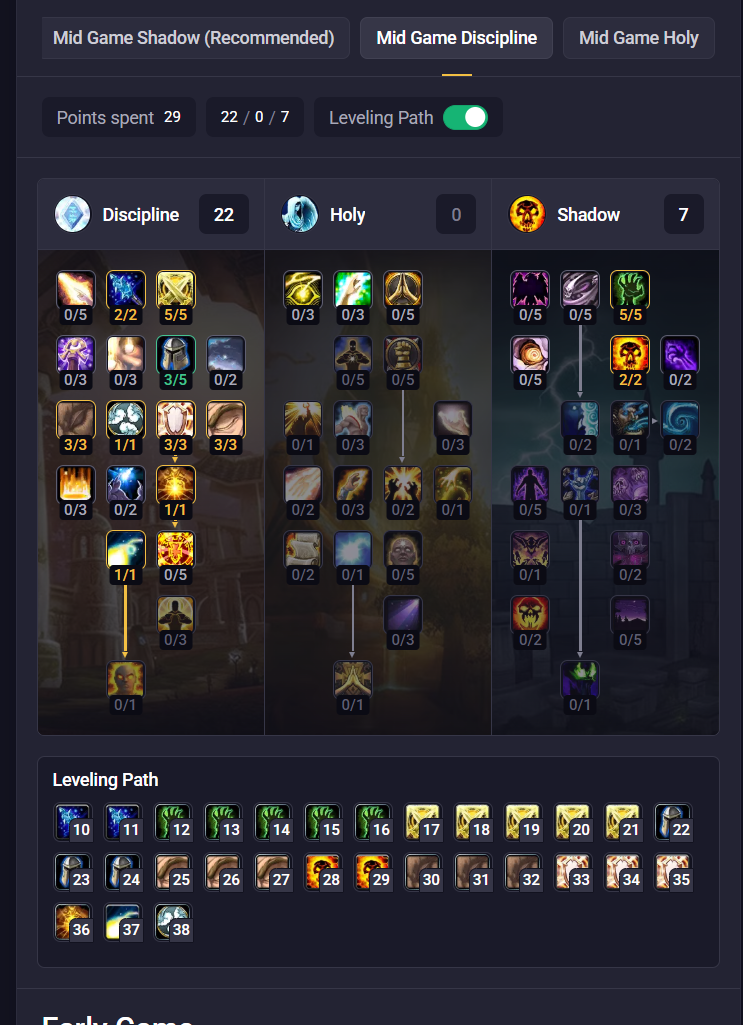 Mid Game Shadow (Recommended) Mid Game Discipline Mid Game Holy
Points spent 29 22 / 0 / 7 Leveling Path
Discipline 22 Holy 0 Shadow 7
0/5 2/2 5/5 0/3 0/3 0/5 0/5 0/5 5/5
0/3 0/3 3/5 0/2 0/5 0/5 0/5 2/2 0/2
3/3 1/1 3/3 3/3 0/1 0/3 0/3 0/2 0/1 0/2
0/3 0/2 1/1 0/2 0/3 0/2 0/1 0/5 0/1 0/3
1/1 0/5 0/2 0/1 0/5 0/1 0/2
0/3 0/3 0/2 0/5
0/1 0/1 0/1
Leveling Path
10 11 12 13 14 15 16 17 18 19 20 21 22
23 24 25 26 27 28 29 30 31 32 33 34 35
36 37 38
Early Game